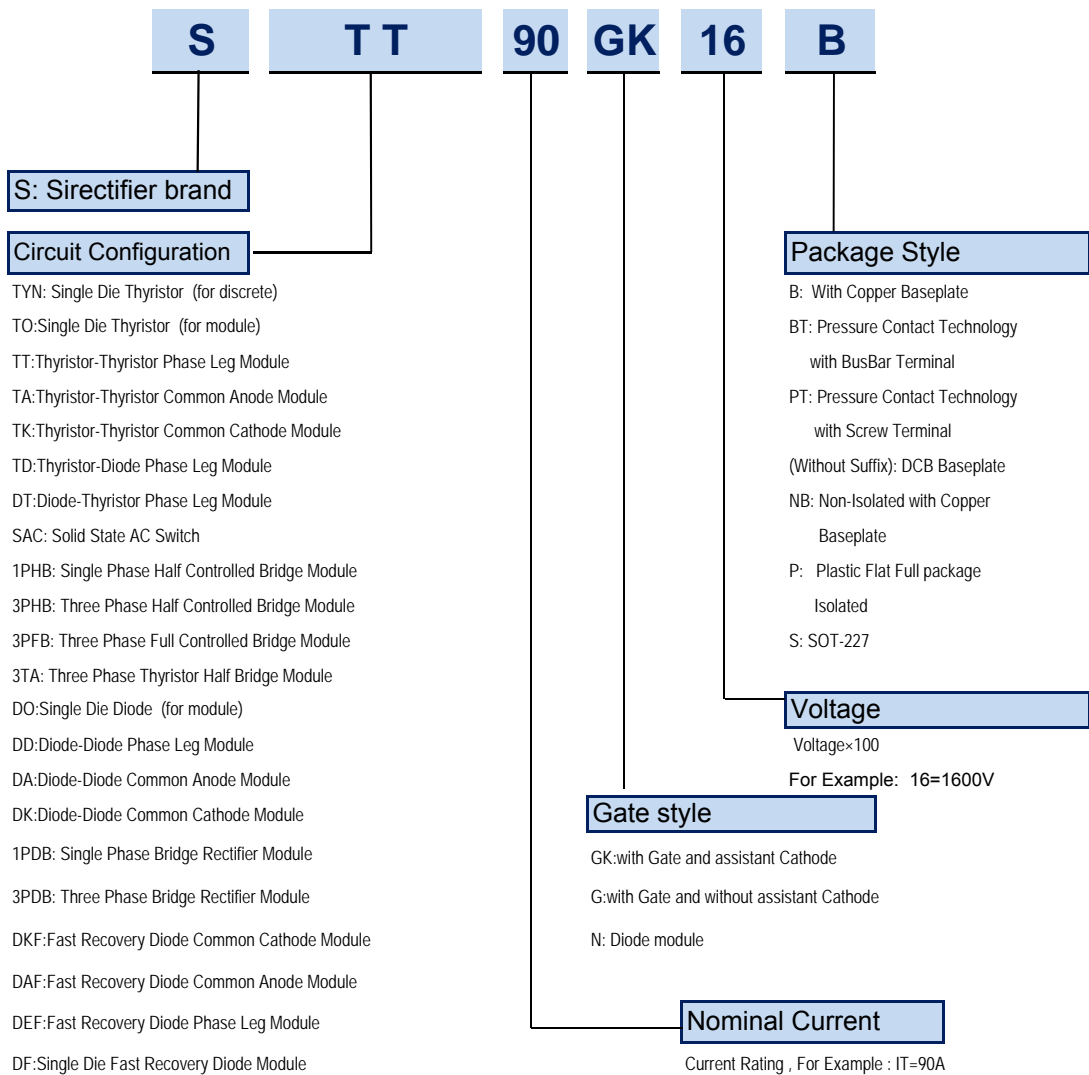 S T T 90 GK 16 B
S: Sirectifier brand
Circuit Configuration
TYN: Single Die Thyristor (for discrete)
TO:Single Die Thyristor (for module)
TT:Thyristor-Thyristor Phase Leg Module
TA:Thyristor-Thyristor Common Anode Module
TK:Thyristor-Thyristor Common Cathode Module
TD:Thyristor-Diode Phase Leg Module
DT:Diode-Thyristor Phase Leg Module
SAC: Solid State AC Switch
1PHB: Single Phase Half Controlled Bridge Module
3PHB: Three Phase Half Controlled Bridge Module
3PFB: Three Phase Full Controlled Bridge Module
3TA: Three Phase Thyristor Half Bridge Module
DO:Single Die Diode (for module)
DD:Diode-Diode Phase Leg Module
DA:Diode-Diode Common Anode Module
DK:Diode-Diode Common Cathode Module
1PDB: Single Phase Bridge Rectifier Module
3PDB: Three Phase Bridge Rectifier Module
DKF:Fast Recovery Diode Common Cathode Module
DAF:Fast Recovery Diode Common Anode Module
DEF:Fast Recovery Diode Phase Leg Module
DF:Single Die Fast Recovery Diode Module
Package Style
B: With Copper Baseplate
BT: Pressure Contact Technology
with BusBar Terminal
PT: Pressure Contact Technology
with Screw Terminal
(Without Suffix): DCB Baseplate
NB: Non-Isolated with Copper
Baseplate
P: Plastic Flat Full package
Isolated
S: SOT-227
Voltage
Voltage×100
For Example: 16=1600V
Gate style
GK:with Gate and assistant Cathode
G:with Gate and without assistant Cathode
N: Diode module
Nominal Current
Current Rating , For Example : IT=90A